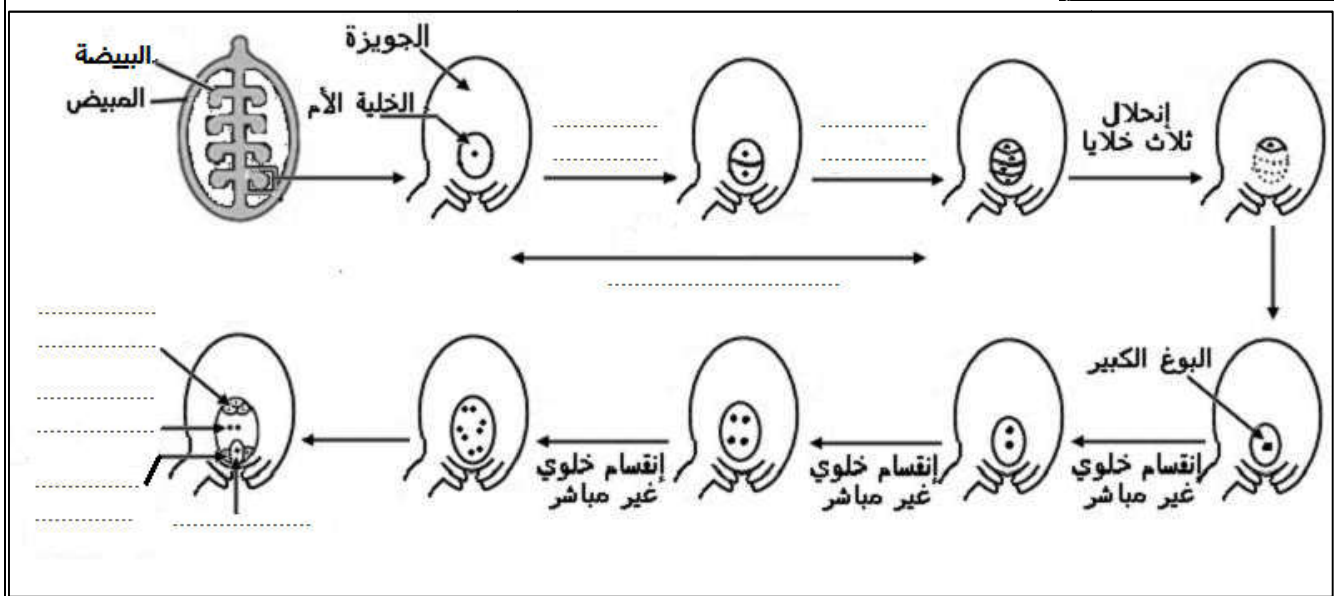 البييضة
المبيض
الجويزة
الخلية الأم
إنحلال
ثلاث خلايا
البوغ الكبير
إنقسام خلوي
غير مباشر
إنقسام خلوي
غير مباشر
إنقسام خلوي
غير مباشر